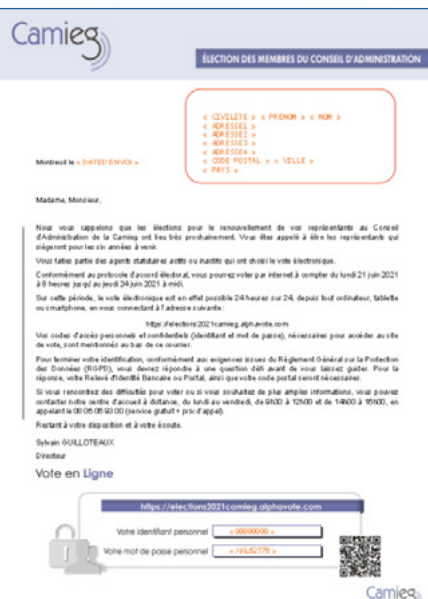 Camieg
ÉLECTION DES MEMBRES DU CONSEIL D'ADMINISTRATION
« CIVILITE » « PRENOM » « NOM »
« ADRESSE1 »
« ADRESSE2 »
« ADRESSE3 »
« ADRESSE4 »
« CODE POSTAL » « VILLE »
« PAYS »
Montreuil le « DATED'ENVOI »
Madame, Monsieur,
Nous vous rappelons que les élections pour le renouvellement de vos représentants au Conseil
d'Administration de la Camieg ont lieu très prochainement. Vous êtes appelé à élire les représentants qui
siègeront pour les six années à venir.
Vous faites partie des agents statutaires actifs ou inactifs qui ont choisi le vote électronique.
Conformément au protocole d'accord électoral, vous pourrez voter par internet à compter du lundi 21 juin 2021
à 8 heures jusqu'au jeudi 24 juin 2021 à midi.
Sur cette période, le vote électronique est en effet possible 24 heures sur 24, depuis tout ordinateur, tablette
ou smartphone, en vous connectant à l'adresse suivante :
https://elections2021camieg.alphavote.com
Vos codes d'accès personnels et confidentiels (identifiant et mot de passe), nécessaires pour accéder au site
de vote, sont mentionnés au bas de ce courrier.
Pour terminer votre identification, conformément aux exigences issues du Règlement Général sur la Protection
des Données (RGPD), vous devrez répondre à une question défi avant de vous laissez guider. Pour la
réponse, votre Relevé d'Identité Bancaire ou Postal, ainsi que votre code postal seront nécessaires.
Si vous rencontrez des difficultés pour voter ou si vous souhaitez de plus amples informations, vous pouvez
contacter notre centre d'accueil à distance, du lundi au vendredi, de 9h00 à 12h00 et de 14h00 à 16h00, en
appelant le 08 06 06 93 00 (service gratuit + prix d'appel).
Restant à votre disposition et à votre écoute.
Sylvain GUILLOTEAUX
Directeur
Vote en Ligne
https://elections2021camieg.alphavote.com
Votre identifiant personnel « 00000000 »
Votre mot de passe personnel
Camieg